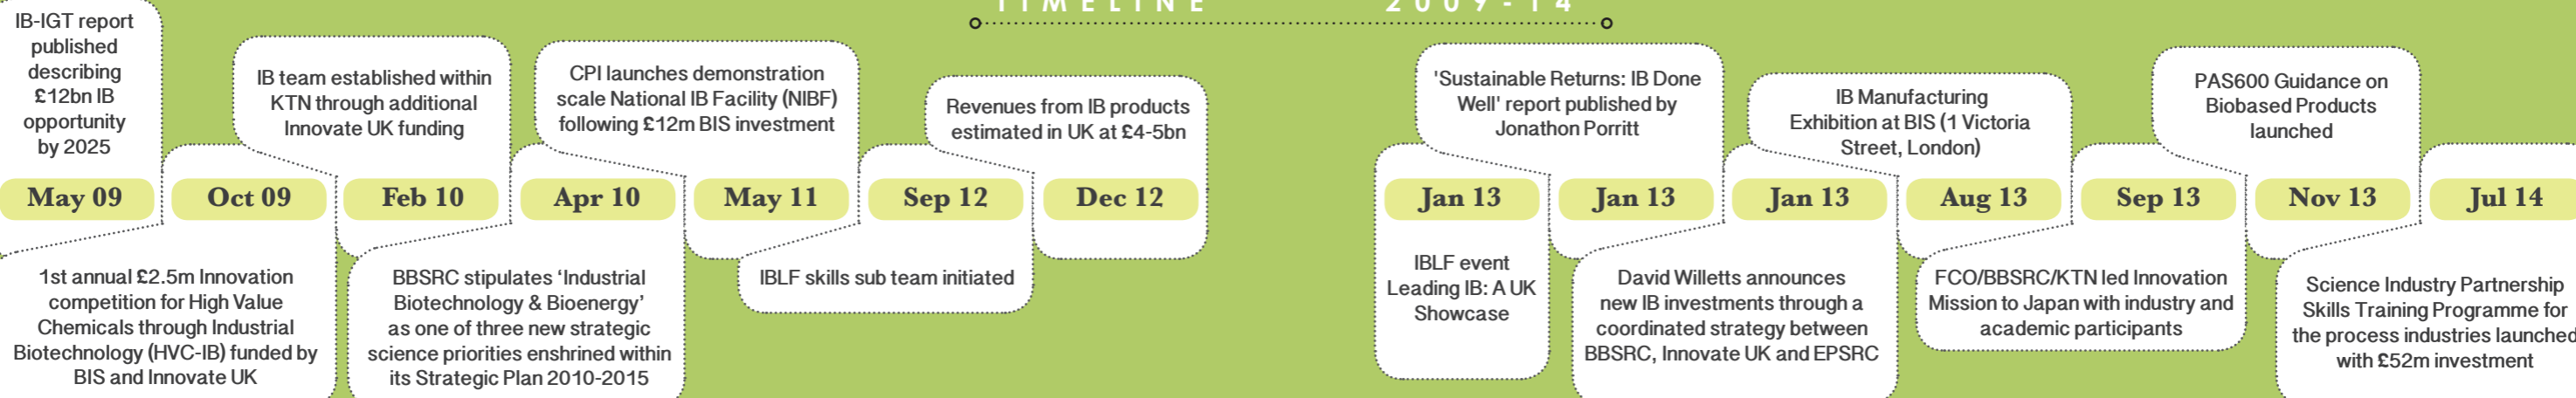 TIMELINE 2009-14
IB-IGT report
published
describing
£12bn IB
opportunity
by 2025
May 09
Oct 09
1st annual £2.5m Innovation
competition for High Value
Chemicals through Industrial
Biotechnology (HVC-IB) funded by
BIS and Innovate UK
IB team established within
KTN through additional
Innovate UK funding
Feb 10
Apr 10
BBSRC stipulates ‘Industrial
Biotechnology & Bioenergy’
as one of three new strategic
science priorities enshrined within
its Strategic Plan 2010-2015
CPI launches demonstration
scale National IB Facility (NIBF)
following £12m BIS investment
May 11
Sep 12
IBLF skills sub team initiated
Revenues from IB products
estimated in UK at £4-5bn
Dec 12
Jan 13
IBLF event
Leading IB: A UK
Showcase
'Sustainable Returns: IB Done
Well' report published by
Jonathon Porritt
Jan 13
Jan 13
David Willetts announces
new IB investments through a
coordinated strategy between
BBSRC, Innovate UK and EPSRC
IB Manufacturing
Exhibition at BIS (1 Victoria
Street, London)
Aug 13
Sep 13
FCO/BBSRC/KTN led Innovation
Mission to Japan with industry and
academic participants
PAS600 Guidance on
Biobased Products
launched
Nov 13
Jul 14
Science Industry Partnership
Skills Training Programme for
the process industries launched
with £52m investment